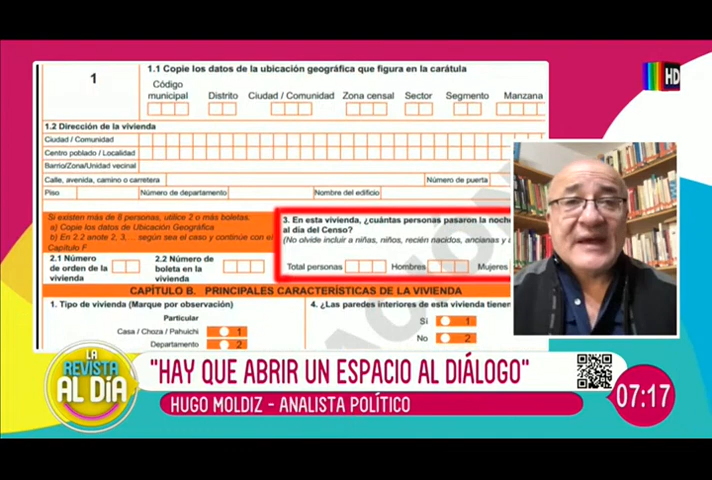 HD
1
1.1 Copie los datos de la ubicación geográfica que figura en la carátula
Código municipal
Distrito
Ciudad / Comunidad
Zona censal
Sector
Segmento
Manzana
1.2 Dirección de la vivienda
Ciudad / Comunidad
Centro poblado / Localidad
Barrio/Zona/Unidad vecinal
Calle, avenida, camino o carretera
Número de puerta
Piso
Número de departamento
Nombre del edificio
Si existen más de 8 personas, utilice 2 o más boletas.
a) Copie los datos de Ubicación Geográfica
b) En 2.2 anote 2, 3, ... según sea el caso y continúe con el
Capítulo F
3. En esta vivienda, ¿cuántas personas pasaron la noche
al día del Censo?
(No olvide incluir a niñas, niños, recién nacidos, ancianas y
Total personas
Hombres
Mujeres
2.1 Número
de orden de la
vivienda
2.2 Número de
boleta en la
vivienda
CAPÍTULO B. PRINCIPALES CARACTERÍSTICAS DE LA VIVIENDA
1. Tipo de vivienda (Marque por observación)
Particular
Casa / Choza / Pahuichi 1
Departamento 2
4. ¿Las paredes interiores de esta vivienda tienen
Sí 1
No 2
LA
REVISTA
AL DÍA
"HAY QUE ABRIR UN ESPACIO AL DIÁLOGO"
HUGO MOLDIZ - ANALISTA POLÍTICO
07:17